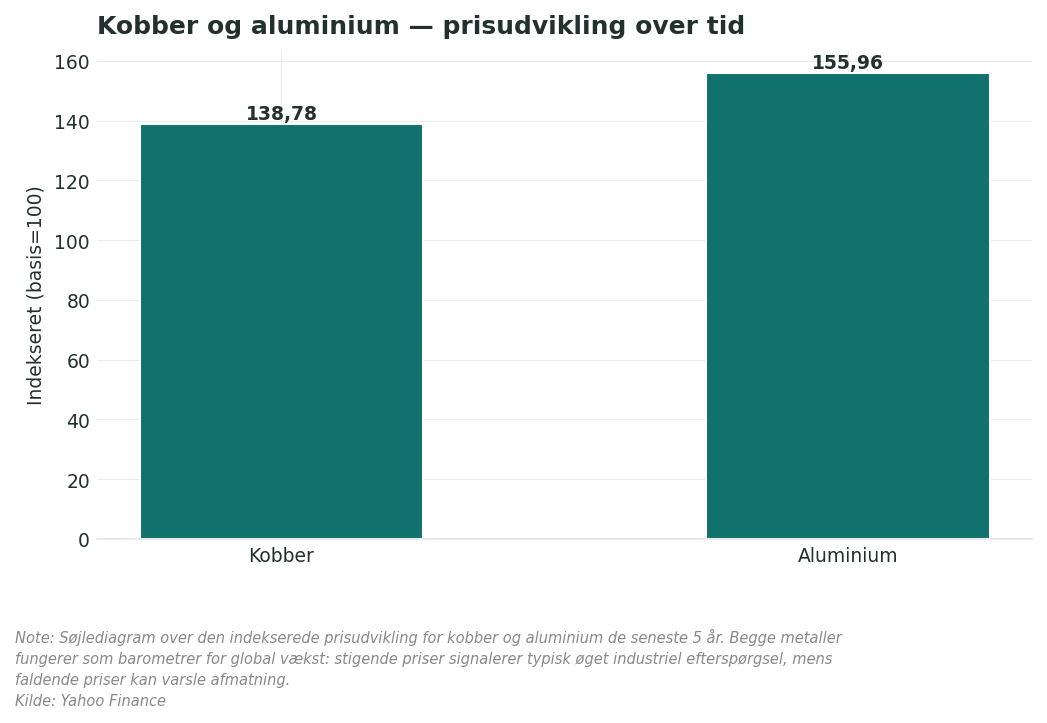 Kobber og aluminium — prisudvikling over tid
Indekseret (basis=100)
160
140
120
100
80
60
40
20
0
138,78
155,96
Kobber
Aluminium
Note: Søjlediagram over den indekserede prisudvikling for kobber og aluminium de seneste 5 år. Begge metaller
fungerer som barometrer for global vækst: stigende priser signalerer typisk øget industriel efterspørgsel, mens
faldende priser kan varsle afmatning.
Kilde: Yahoo Finance